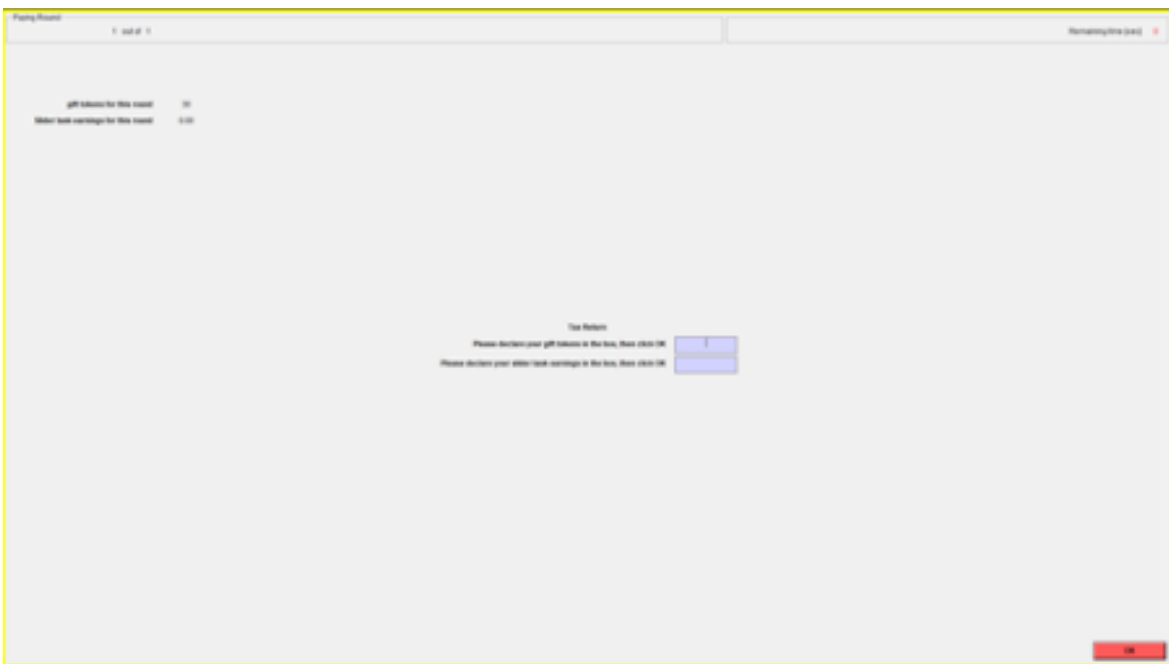 Paying Round
1 out of 1
Remaining time [sec]
gift tokens for this round
Slider task earnings for this round 0.00
Tax Return
Please declare your gift tokens in the box, then click OK
Please declare your slider task earnings in the box, then click OK
OK